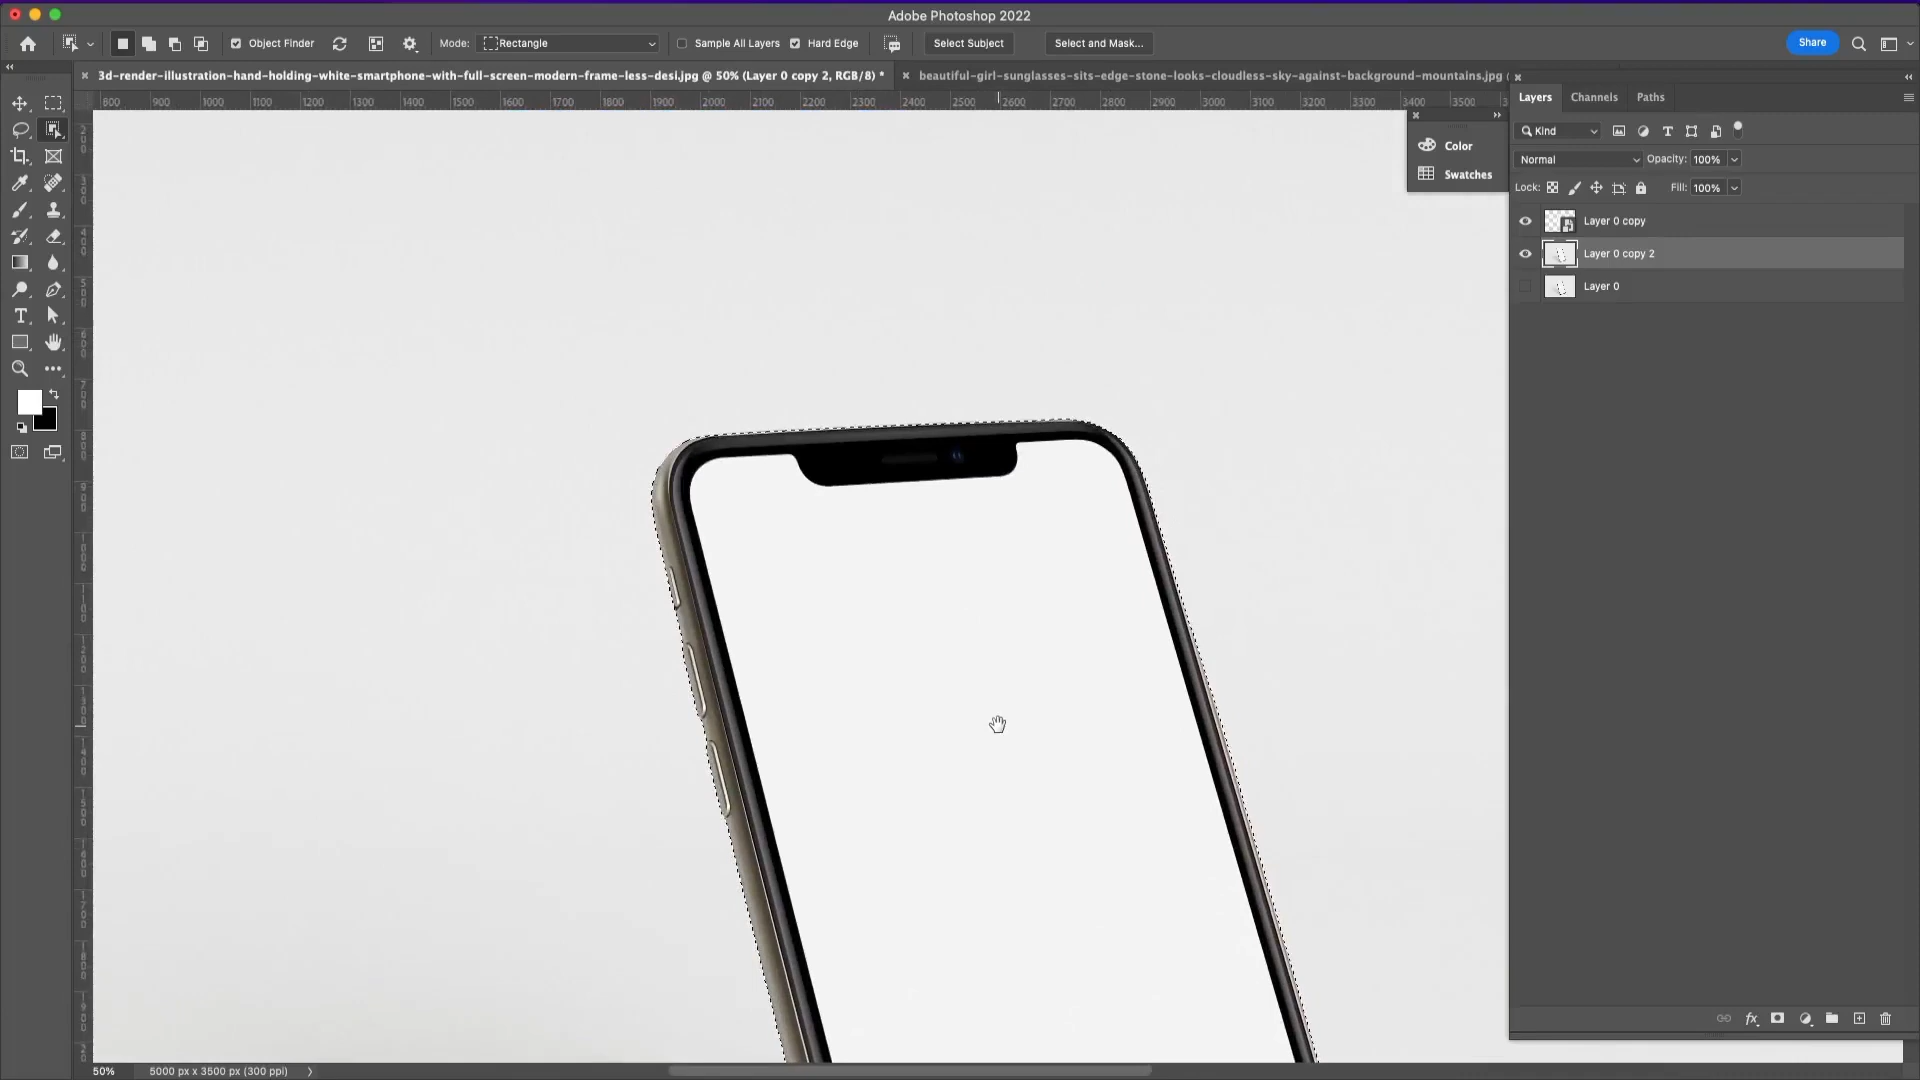 Adobe Photoshop 2022
Object Finder
Mode:
Rectangle
Sample All Layers
Hard Edge
Select Subject
Select and Mask...
Share
3d-render-illustration-hand-holding-white-smartphone-with-full-screen-modern-frame-less-desi.jpg @ 50% (Layer 0 copy 2, RGB/8) *
beautiful-girl-sunglasses-sits-edge-stone-looks-cloudless-sky-against-background-mountains.jpg
800 900 1000 1100 1200 1300 1400 1500 1600 1700 1800 1900 2000 2100 2200 2300 2400 2500 2600 2700 2800 2900 3000 3100 3200 3300 3400 3500
Layers
Channels
Paths
Kind
Normal
Opacity:
100%
Lock:
Fill:
100%
Color
Swatches
Layer 0 copy
Layer 0 copy 2
Layer 0
fx
50%
5000 px x 3500 px (300 ppi)